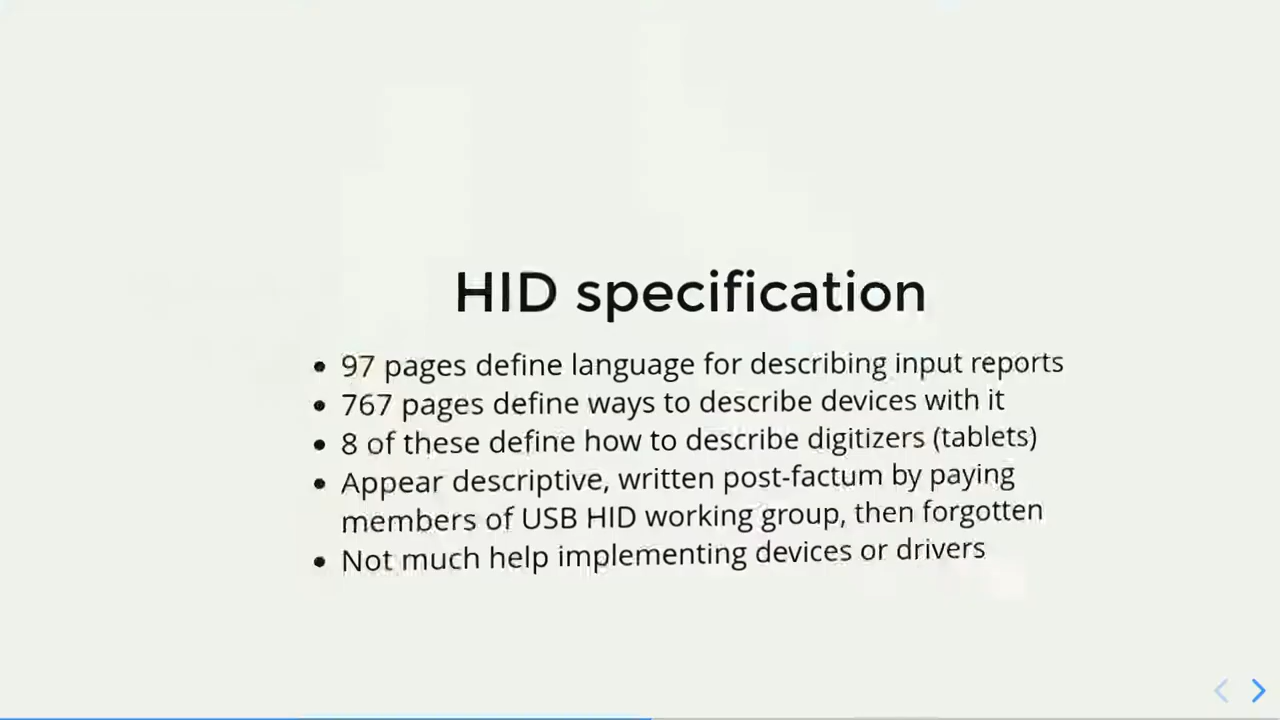 HID specification
97 pages define language for describing input reports
767 pages define ways to describe devices with it
8 of these define how to describe digitizers (tablets)
Appear descriptive, written post-factum by paying
members of USB HID working group, then forgotten
Not much help implementing devices or drivers